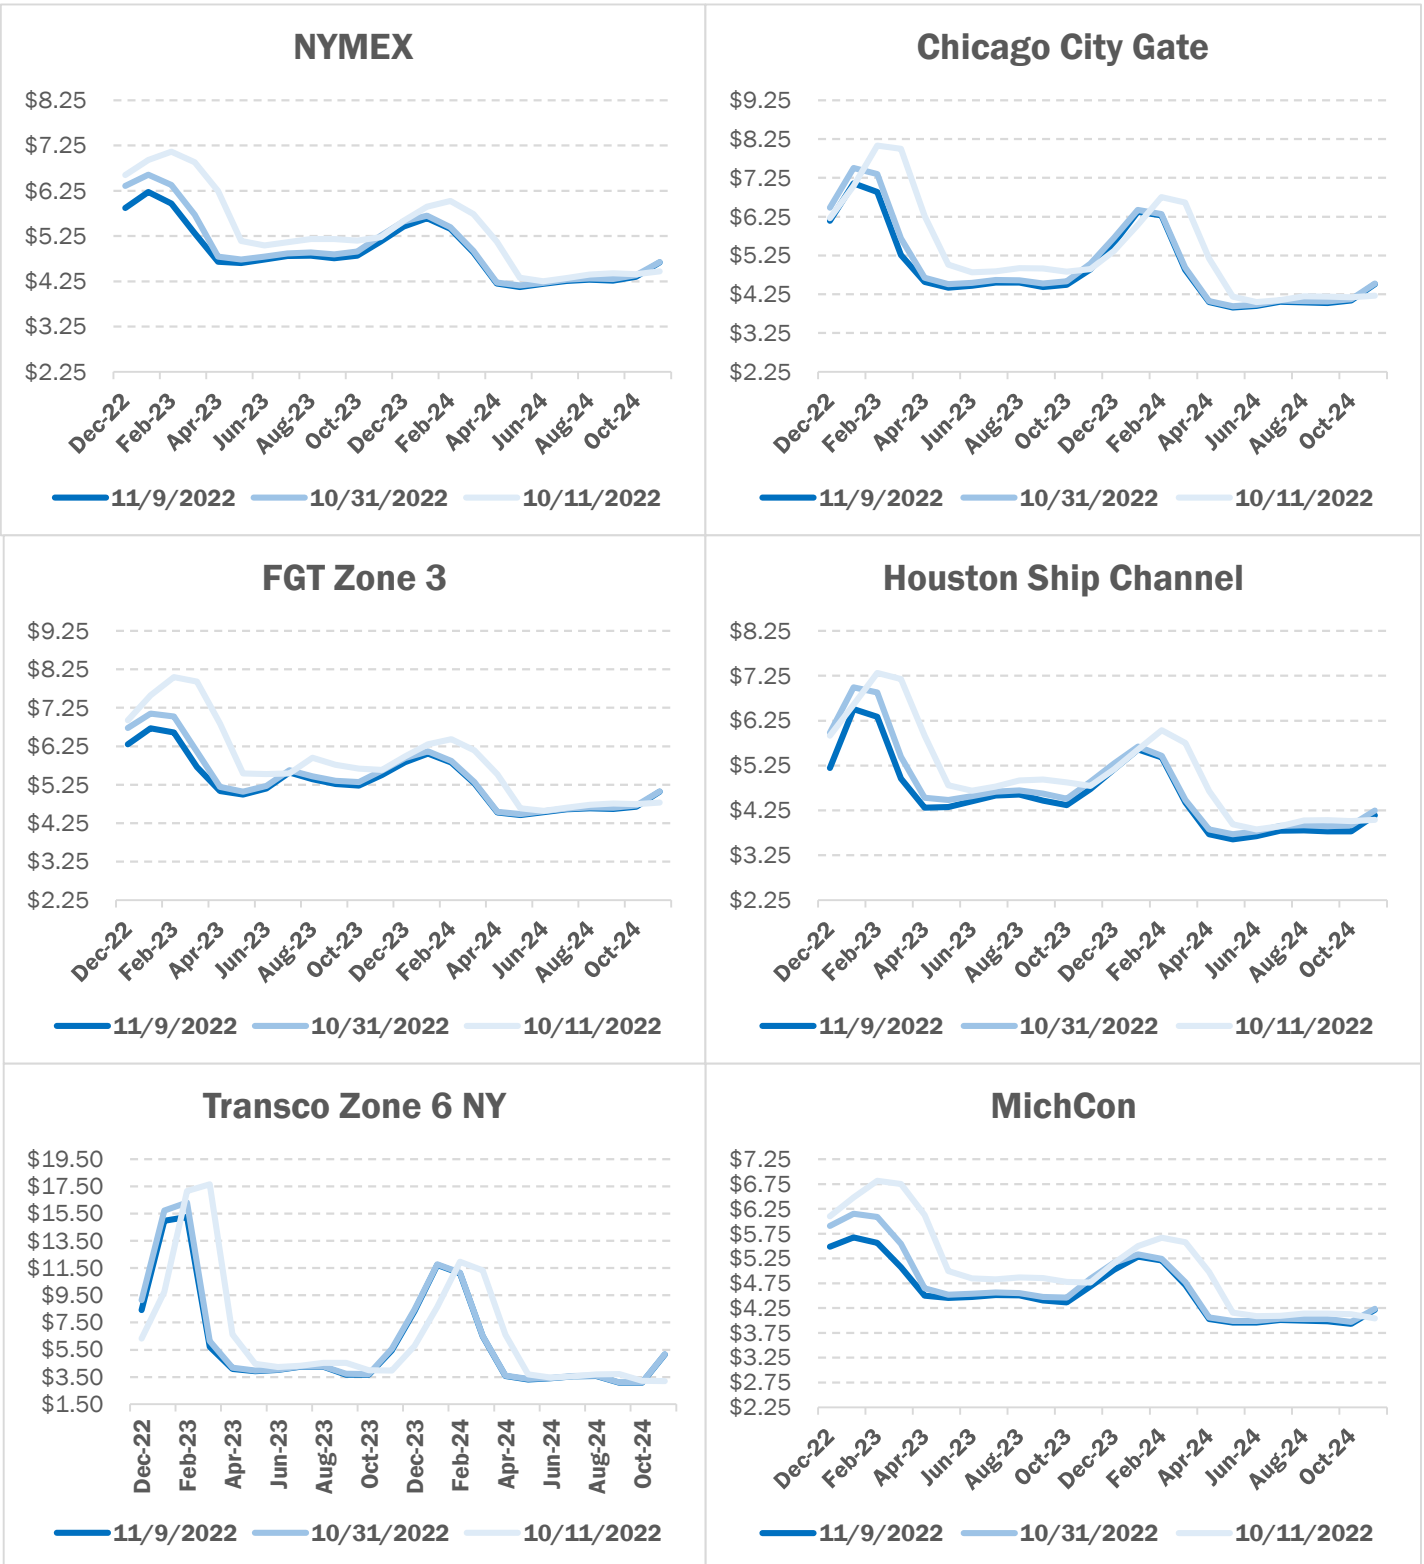 NYMEX
$8.25
$7.25
$6.25
$5.25
$4.25
$3.25
$2.25
Dec-22 Feb-23 Apr-23 Jun-23 Aug-23 Oct-23 Dec-23 Feb-24 Apr-24 Jun-24 Aug-24 Oct-24
11/9/2022 10/31/2022 10/11/2022
Chicago City Gate
$9.25
$8.25
$7.25
$6.25
$5.25
$4.25
$3.25
$2.25
Dec-22 Feb-23 Apr-23 Jun-23 Aug-23 Oct-23 Dec-23 Feb-24 Apr-24 Jun-24 Aug-24 Oct-24
11/9/2022 10/31/2022 10/11/2022
FGT Zone 3
$9.25
$8.25
$7.25
$6.25
$5.25
$4.25
$3.25
$2.25
Dec-22 Feb-23 Apr-23 Jun-23 Aug-23 Oct-23 Dec-23 Feb-24 Apr-24 Jun-24 Aug-24 Oct-24
11/9/2022 10/31/2022 10/11/2022
Houston Ship Channel
$8.25
$7.25
$6.25
$5.25
$4.25
$3.25
$2.25
Dec-22 Feb-23 Apr-23 Jun-23 Aug-23 Oct-23 Dec-23 Feb-24 Apr-24 Jun-24 Aug-24 Oct-24
11/9/2022 10/31/2022 10/11/2022
Transco Zone 6 NY
$19.50
$17.50
$15.50
$13.50
$11.50
$9.50
$7.50
$5.50
$3.50
$1.50
Dec-22 Feb-23 Apr-23 Jun-23 Aug-23 Oct-23 Dec-23 Feb-24 Apr-24 Jun-24 Aug-24 Oct-24
11/9/2022 10/31/2022 10/11/2022
MichCon
$7.25
$6.75
$6.25
$5.75
$5.25
$4.75
$4.25
$3.75
$3.25
$2.75
$2.25
Dec-22 Feb-23 Apr-23 Jun-23 Aug-23 Oct-23 Dec-23 Feb-24 Apr-24 Jun-24 Aug-24 Oct-24
11/9/2022 10/31/2022 10/11/2022